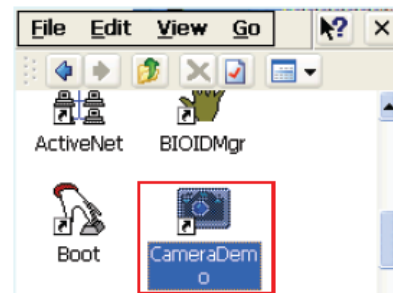 File Edit View Go ?
ActiveNet BIOIDMgr
Boot CameraDem
o